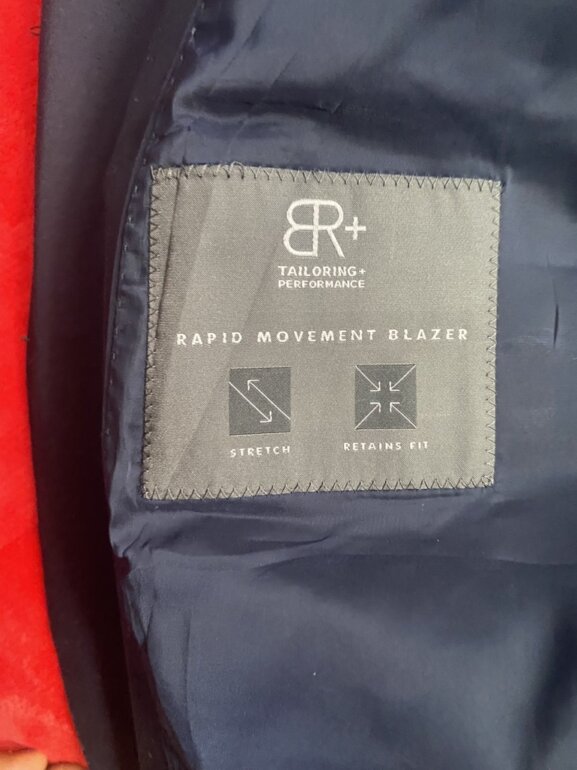 BR+
TAILORING+
PERFORMANCE
RAPID MOVEMENT BLAZER
STRETCH
RETAINS FIT